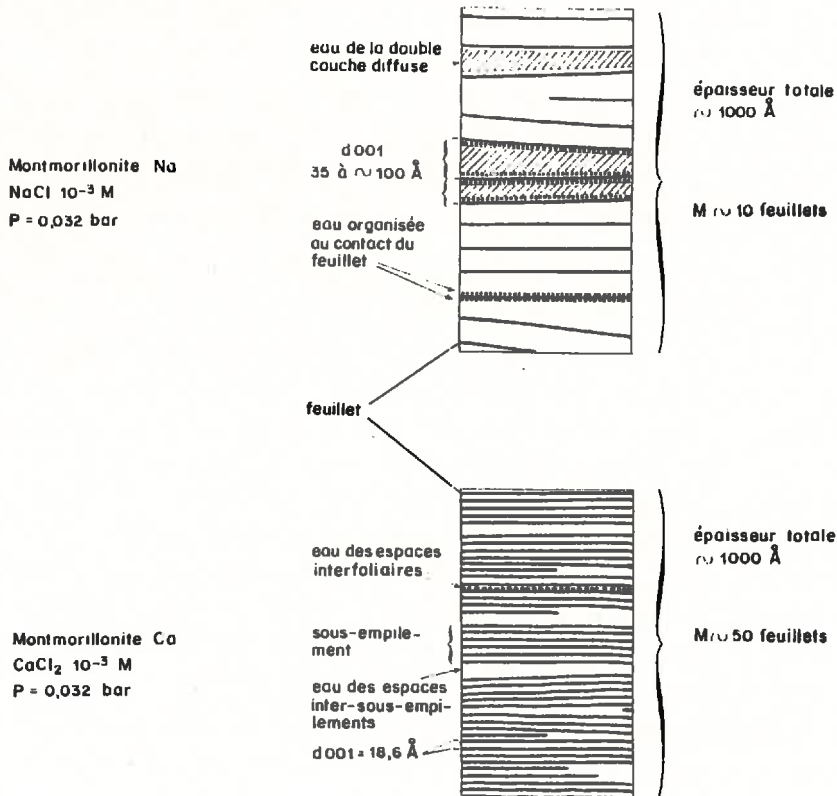 eau de la double
couche diffuse
épaisseur totale
∿ 1000 Å
d001
35 à ∿ 100 Å
Montmorillonite Na
NaCl 10⁻³ M
P = 0,032 bar
M ∿ 10 feuillets
eau organisée
au contact du
feuillet
feuillet
eau des espaces
interfoliaires
épaisseur totale
∿ 1000 Å
sous-empile-
ment
Montmorillanite Ca
CaCl₂ 10⁻³ M
P = 0,032 bar
M ∿ 50 feuillets
eau des espaces
inter-sous-empi-
lements
d001 = 18,6 Å